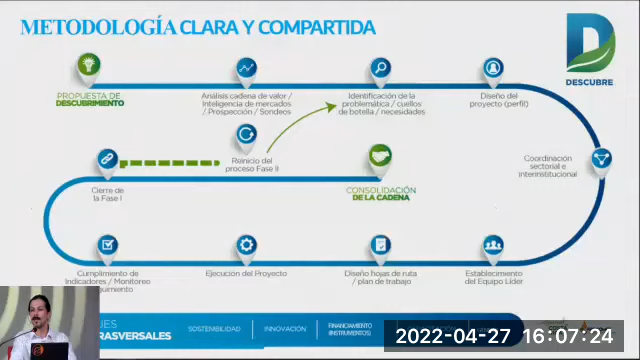 METODOLOGÍA CLARA Y COMPARTIDA
DESCUBRE
PROPUESTA DE
DESCUBRIMIENTO
Análisis cadena de valor /
Inteligencia de mercados
/ Prospección / Sondeos
Identificación de la
problemática / cuellos
de botella / necesidades
Diseño del
proyecto (perfil)
Coordinación
sectorial e
interinstitucional
Reinicio del
proceso Fase II
Cierre de
la Fase I
CONSOLIDACIÓN
DE LA CADENA
Cumplimiento de
Indicadores / Monitoreo
Ejecución del Proyecto
Diseño hojas de ruta
/ plan de trabajo
Establecimiento
del Equipo Líder
SOSTENIBILIDAD
INNOVACIÓN
FINANCIAMIENTO
(INSTRUMENTOS)
2022-04-27 16:07:24